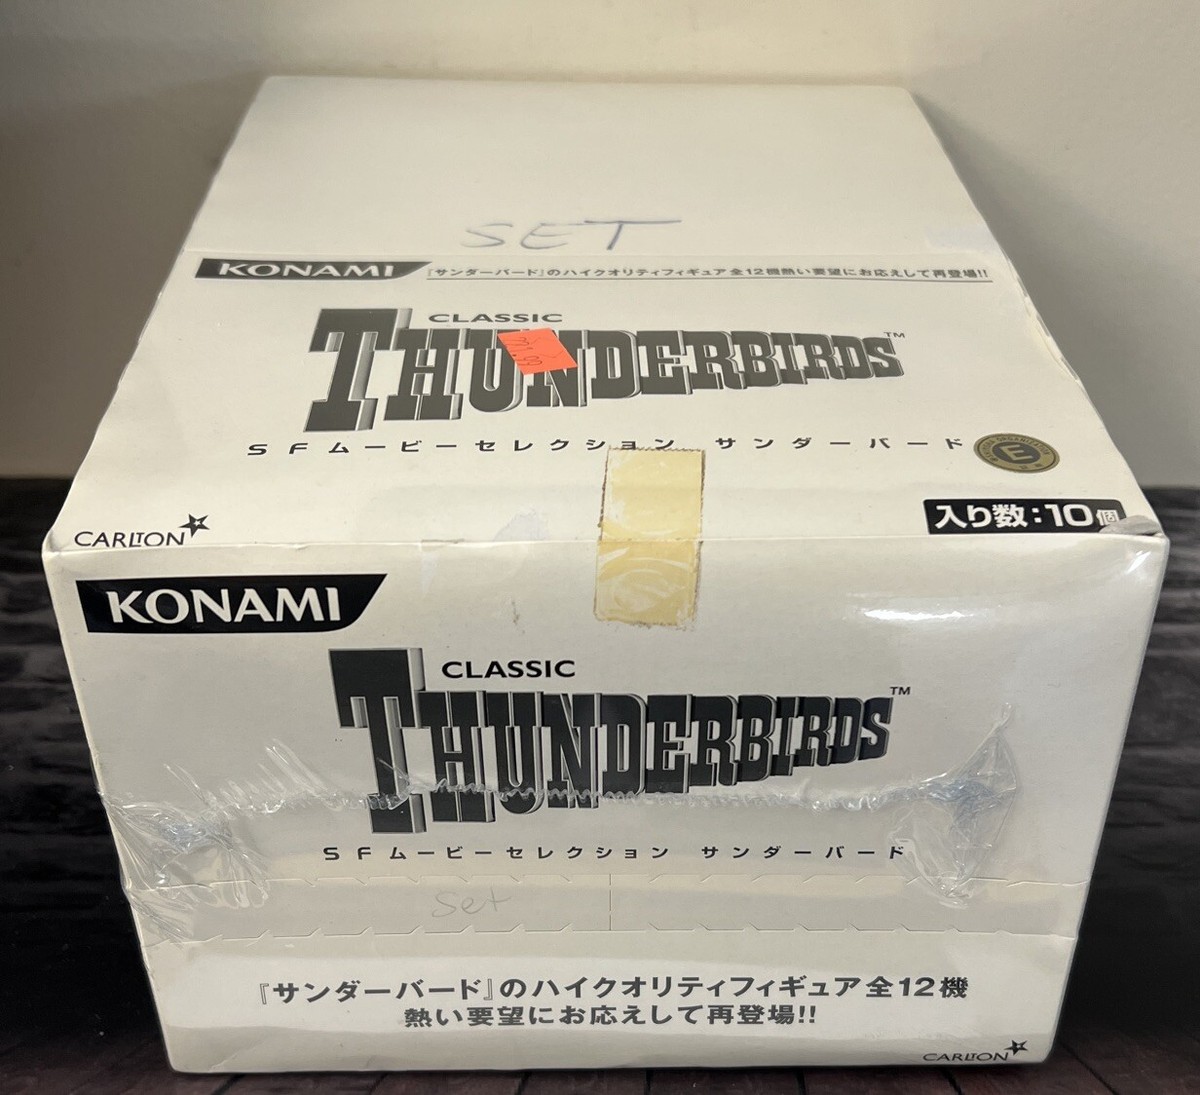 SET
KONAMI
『サンダーバード』のハイクオリティフィギュア全12機熱い要望にお応えして再登場!!
CLASSIC
THUNDERBIRDS™
SFムービーセレクション サンダーバード
E
入り数:10個
CARLTON
KONAMI
CLASSIC
THUNDERBIRDS™
SFムービーセレクション サンダーバード
Set
『サンダーバード』のハイクオリティフィギュア全12機
熱い要望にお応えして再登場!!
CARLTON